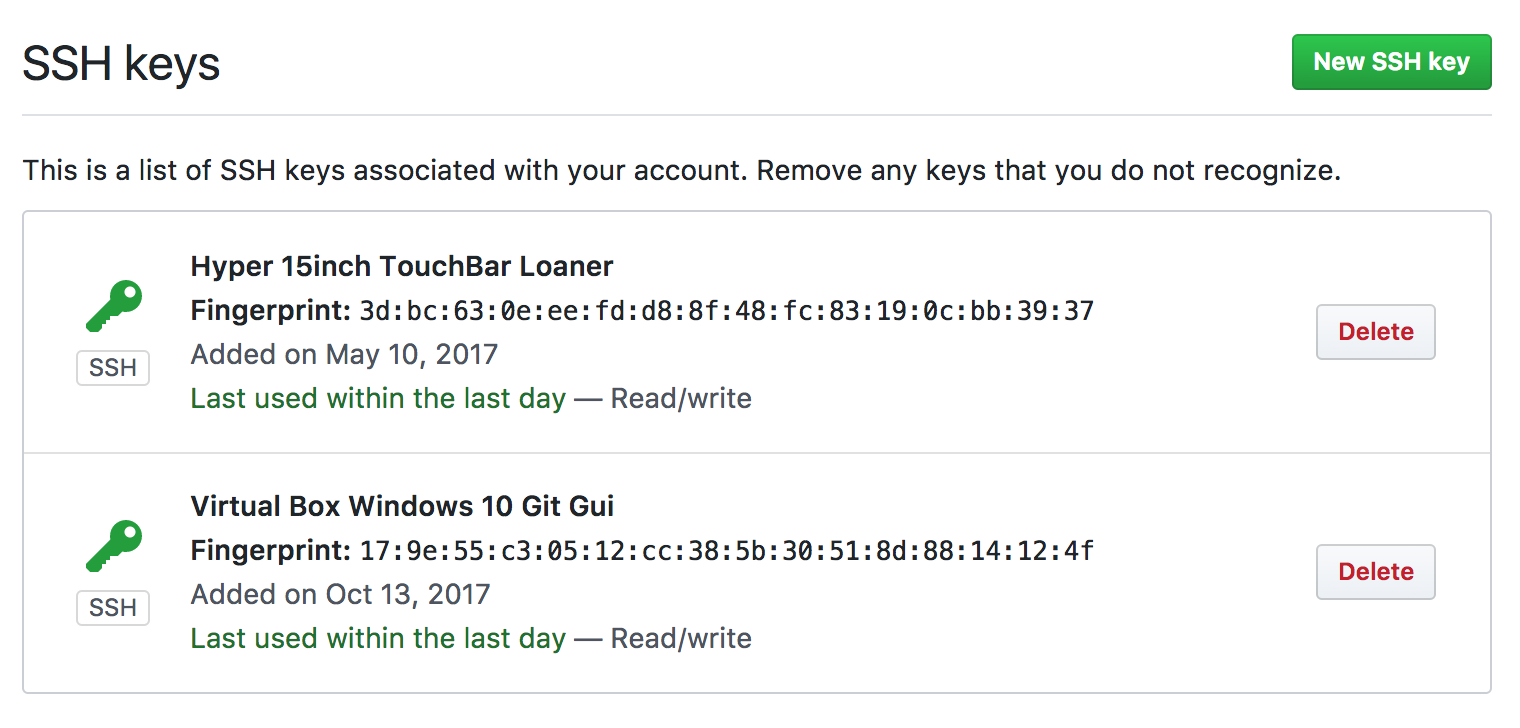 SSH keys
New SSH key
This is a list of SSH keys associated with your account. Remove any keys that you do not recognize.
Hyper 15inch TouchBar Loaner
Fingerprint: 3d:bc:63:0e:ee:fd:d8:8f:48:fc:83:19:0c:bb:39:37
Added on May 10, 2017
Last used within the last day — Read/write
SSH
Delete
Virtual Box Windows 10 Git Gui
Fingerprint: 17:9e:55:c3:05:12:cc:38:5b:30:51:8d:88:14:12:4f
Added on Oct 13, 2017
Last used within the last day — Read/write
SSH
Delete